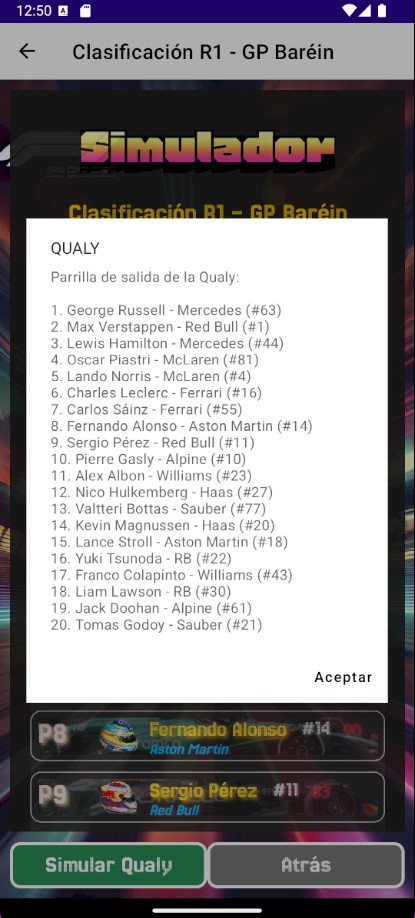 12:50
Clasificación R1 - GP Baréin
Simulador
Clasificación R1 - GP Baréin
QUALY
Parrilla de salida de la Qualy:
1. George Russell - Mercedes (#63)
2. Max Verstappen - Red Bull (#1)
3. Lewis Hamilton - Mercedes (#44)
4. Oscar Piastri - McLaren (#81)
5. Lando Norris - McLaren (#4)
6. Charles Leclerc - Ferrari (#16)
7. Carlos Sáinz - Ferrari (#55)
8. Fernando Alonso - Aston Martin (#14)
9. Sergio Pérez - Red Bull (#11)
10. Pierre Gasly - Alpine (#10)
11. Alex Albon - Williams (#23)
12. Nico Hulkemberg - Haas (#27)
13. Valtteri Bottas - Sauber (#77)
14. Kevin Magnussen - Haas (#20)
15. Lance Stroll - Aston Martin (#18)
16. Yuki Tsunoda - RB (#22)
17. Franco Colapinto - Williams (#43)
18. Liam Lawson - RB (#30)
19. Jack Doohan - Alpine (#61)
20. Tomas Godoy - Sauber (#21)
Aceptar
P8 Fernando Alonso #14
Aston Martin
P9 Sergio Pérez #11
Red Bull
Simular Qualy Atrás